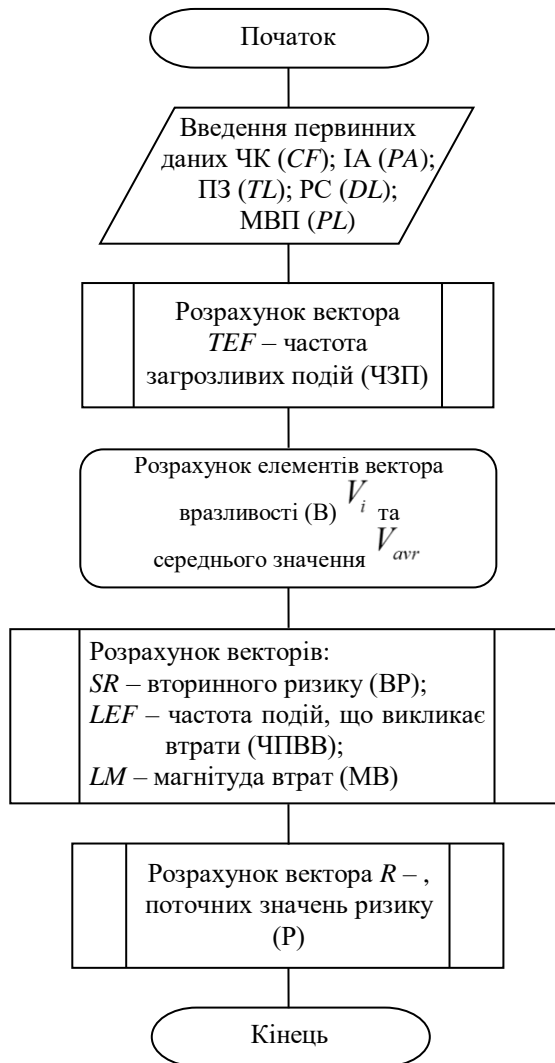 Початок
Введення первинних
даних ЧК (CF); ІА (PA);
ПЗ (TL); РС (DL);
МВП (PL)
Розрахунок вектора
TEF – частота
загрозливих подій (ЧЗП)
Розрахунок елементів вектора
вразливості (В) V_i та
середнього значення V_avr
Розрахунок векторів:
SR – вторинного ризику (ВР);
LEF – частота подій, що викликає
втрати (ЧПВВ);
LM – магнітуда втрат (МВ)
Розрахунок вектора R – ,
поточних значень ризику
(Р)
Кінець